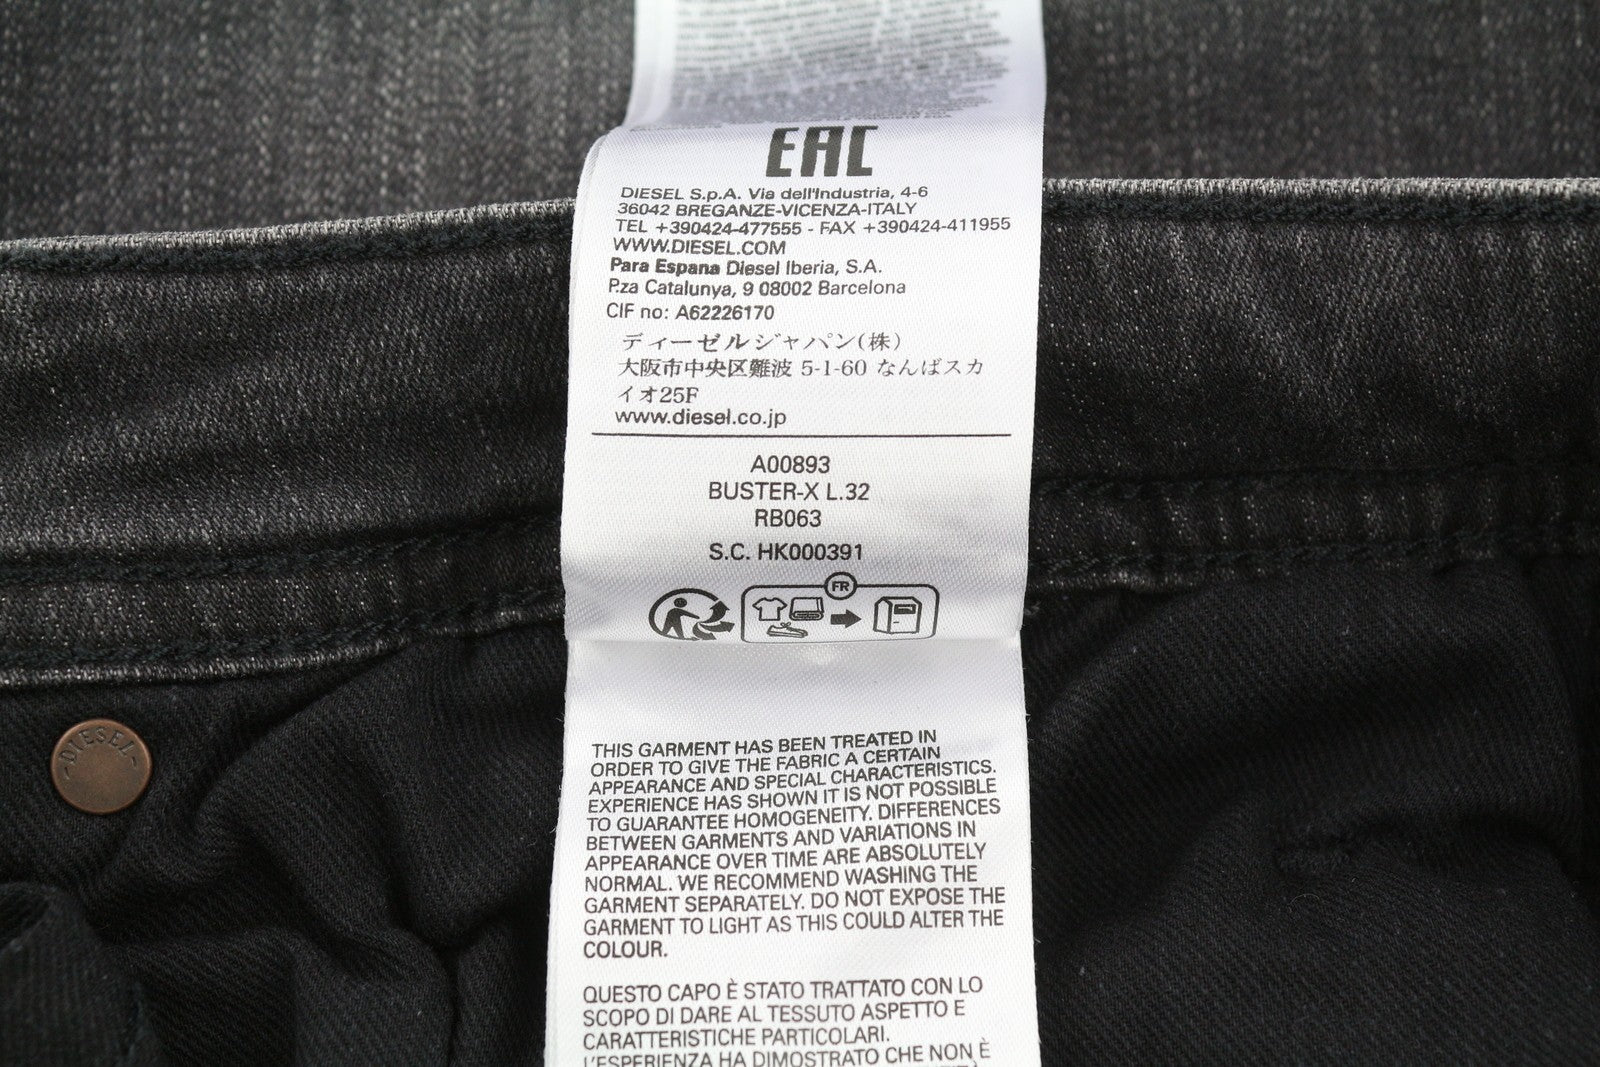 EAC
DIESEL S.p.A. Via dell'Industria, 4-6
36042 BREGANZE-VICENZA-ITALY
TEL +390424-477555 - FAX +390424-411955
WWW.DIESEL.COM
Para Espana Diesel Iberia, S.A.
P.za Catalunya, 9 08002 Barcelona
CIF no: A62226170
ディーゼルジャパン(株)
大阪市中央区難波 5-1-60 なんばスカ
イオ25F
www.diesel.co.jp
A00893
BUSTER-X L.32
RB063
S.C. HK000391
FR
DIESEL
THIS GARMENT HAS BEEN TREATED IN
ORDER TO GIVE THE FABRIC A CERTAIN
APPEARANCE AND SPECIAL CHARACTERISTICS.
EXPERIENCE HAS SHOWN IT IS NOT POSSIBLE
TO GUARANTEE HOMOGENEITY. DIFFERENCES
BETWEEN GARMENTS AND VARIATIONS IN
APPEARANCE OVER TIME ARE ABSOLUTELY
NORMAL. WE RECOMMEND WASHING THE
GARMENT SEPARATELY. DO NOT EXPOSE THE
GARMENT TO LIGHT AS THIS COULD ALTER THE
COLOUR.
QUESTO CAPO È STATO TRATTATO CON LO
SCOPO DI DARE AL TESSUTO ASPETTO E
CARATTERISTICHE PARTICOLARI.
L'ESPERIENZA HA DIMOSTRATO CHE NON È